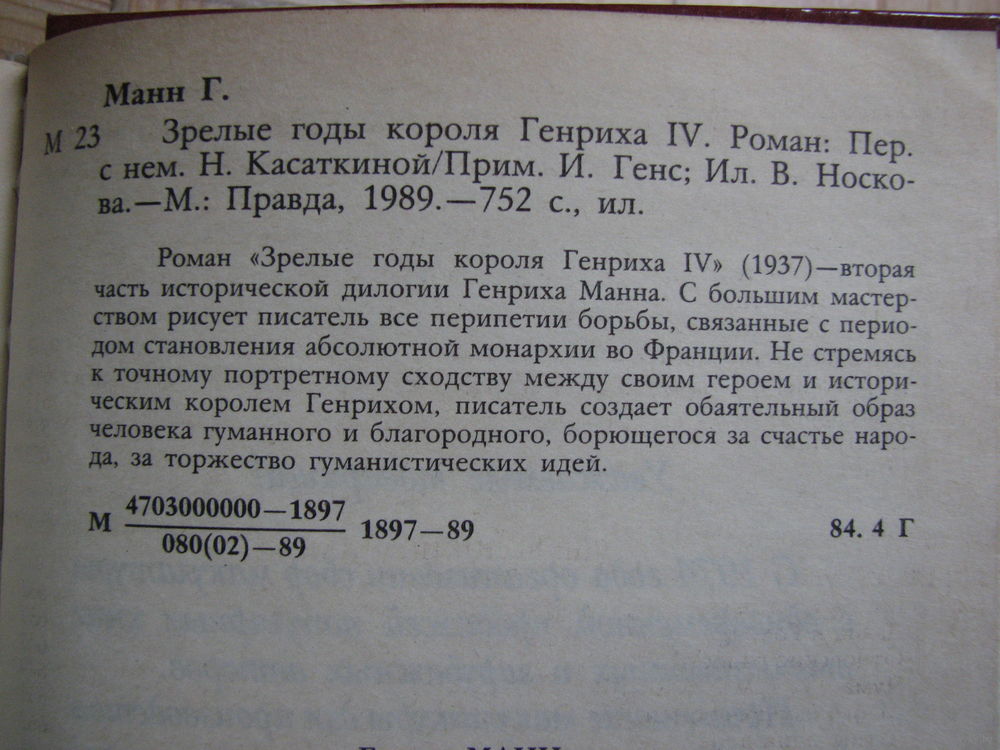 Манн Г.
М 23 Зрелые годы короля Генриха IV. Роман: Пер.
с нем. Н. Касаткиной/Прим. И. Генс; Ил. В. Носко-
ва.—М.: Правда, 1989.—752 с., ил.
Роман «Зрелые годы короля Генриха IV» (1937)—вторая
часть исторической дилогии Генриха Манна. С большим мастер-
ством рисует писатель все перипетии борьбы, связанные с перио-
дом становления абсолютной монархии во Франции. Не стремясь
к точному портретному сходству между своим героем и истори-
ческим королем Генрихом, писатель создает обаятельный образ
человека гуманного и благородного, борющегося за счастье наро-
да, за торжество гуманистических идей.
4703000000—1897
М 1897—89 84. 4 Г
080(02)—89
МАНН